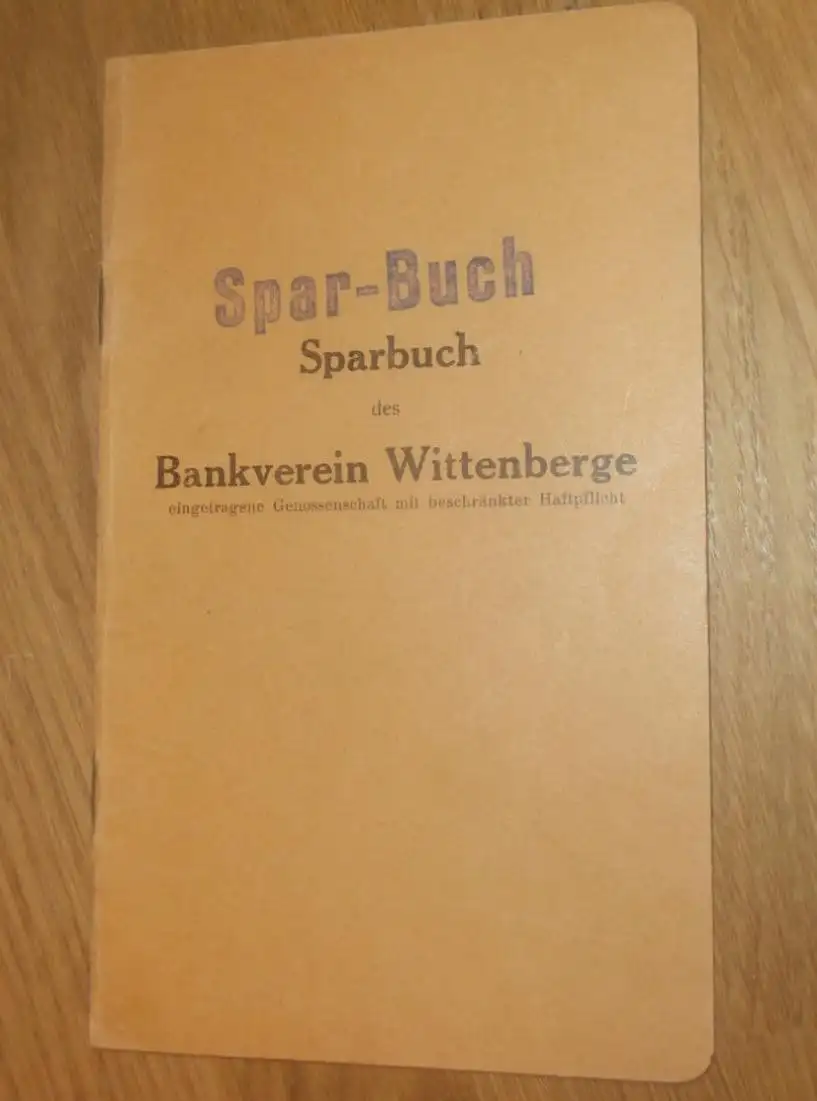 Spar-Buch
Sparbuch
des
Bankverein Wittenberge
eingetragene Genossenschaft mit beschränkter Haftpflicht